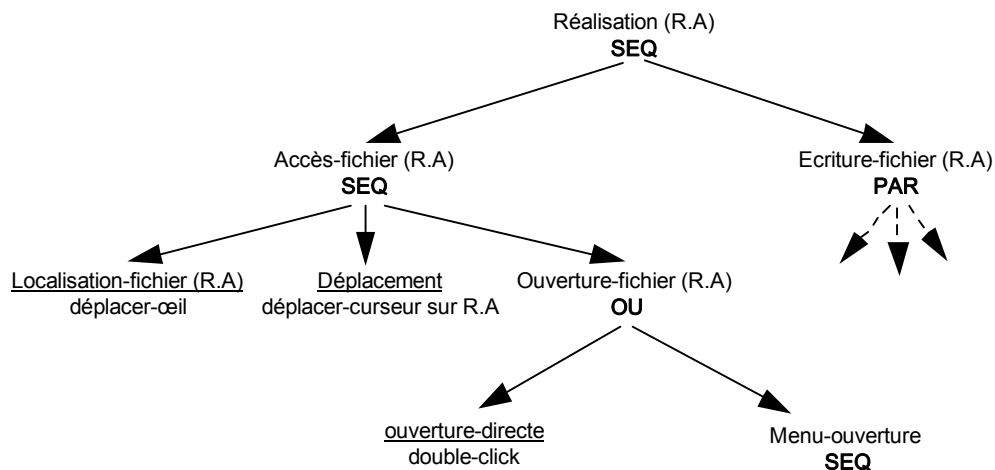 Réalisation (R.A)
SEQ
Accès-fichier (R.A)
SEQ
Ecriture-fichier (R.A)
PAR
Localisation-fichier (R.A)
déplacer-œil
Déplacement
déplacer-curseur sur R.A
Ouverture-fichier (R.A)
OU
ouverture-directe
double-click
Menu-ouverture
SEQ